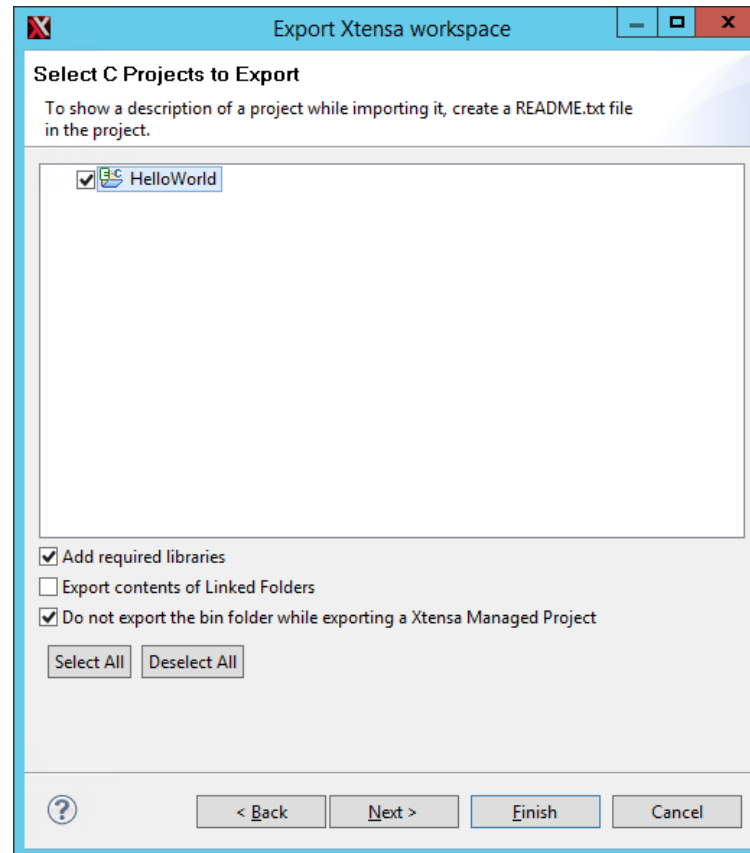 Export Xtensa workspace
Select C Projects to Export
To show a description of a project while importing it, create a README.txt file
in the project.
HelloWorld
Add required libraries
Export contents of Linked Folders
Do not export the bin folder while exporting a Xtensa Managed Project
Select All Deselect All
? < Back Next > Finish Cancel